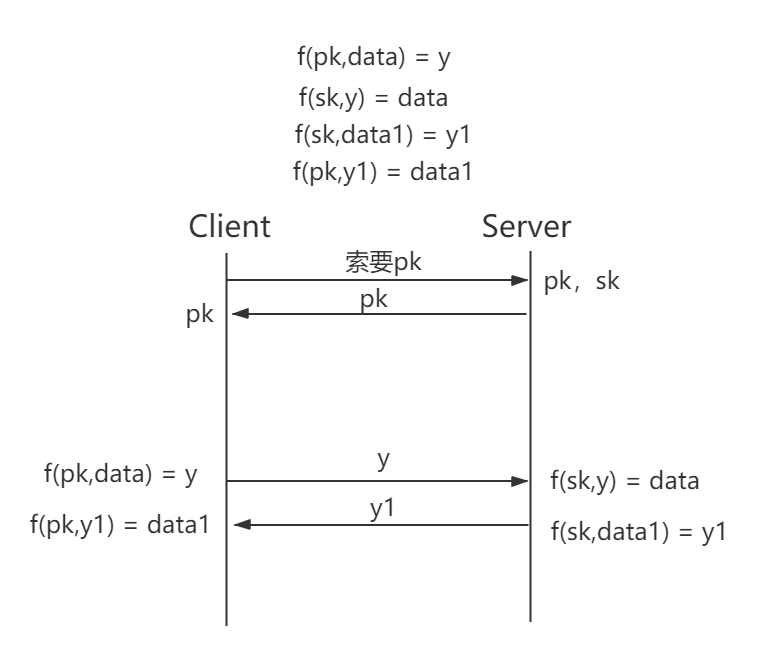 f(pk,data) = y
f(sk,y) = data
f(sk,data1) = y1
f(pk,y1) = data1
Client
Server
索要pk
pk，sk
pk
pk
y
f(pk,data) = y
f(sk,y) = data
y1
f(pk,y1) = data1
f(sk,data1) = y1